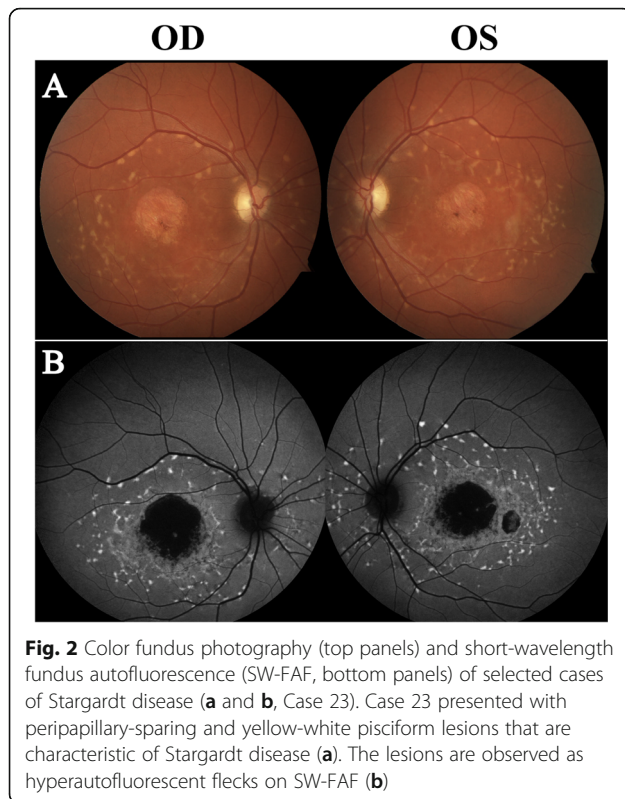 OD OS
A
B
Fig. 2 Color fundus photography (top panels) and short-wavelength
fundus autofluorescence (SW-FAF, bottom panels) of selected cases
of Stargardt disease (a and b, Case 23). Case 23 presented with
peripapillary-sparing and yellow-white pisciform lesions that are
characteristic of Stargardt disease (a). The lesions are observed as
hyperautofluorescent flecks on SW-FAF (b)